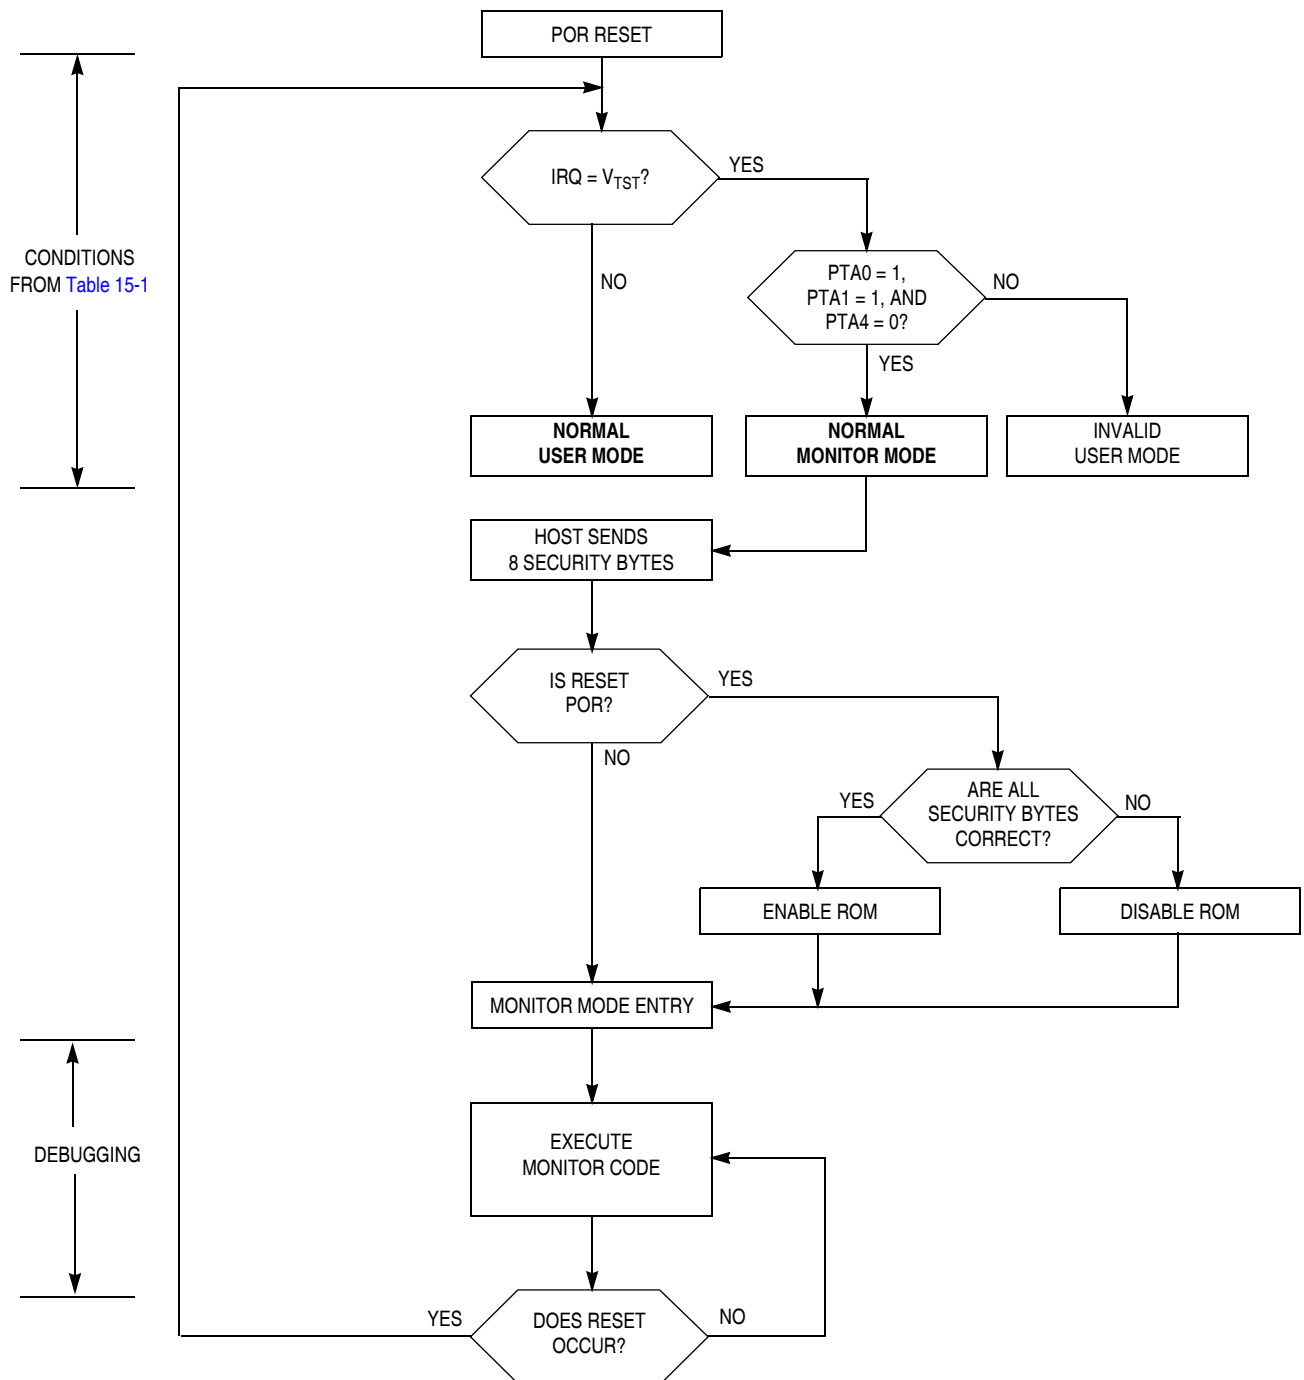 POR RESET
IRQ = VTST?
YES
NO
CONDITIONS
FROM Table 15-1
PTA0 = 1,
PTA1 = 1, AND
PTA4 = 0?
NO
YES
NORMAL
USER MODE
NORMAL
MONITOR MODE
INVALID
USER MODE
HOST SENDS
8 SECURITY BYTES
IS RESET
POR?
YES
NO
ARE ALL
SECURITY BYTES
CORRECT?
YES
NO
ENABLE ROM
DISABLE ROM
MONITOR MODE ENTRY
DEBUGGING
EXECUTE
MONITOR CODE
DOES RESET
OCCUR?
YES
NO